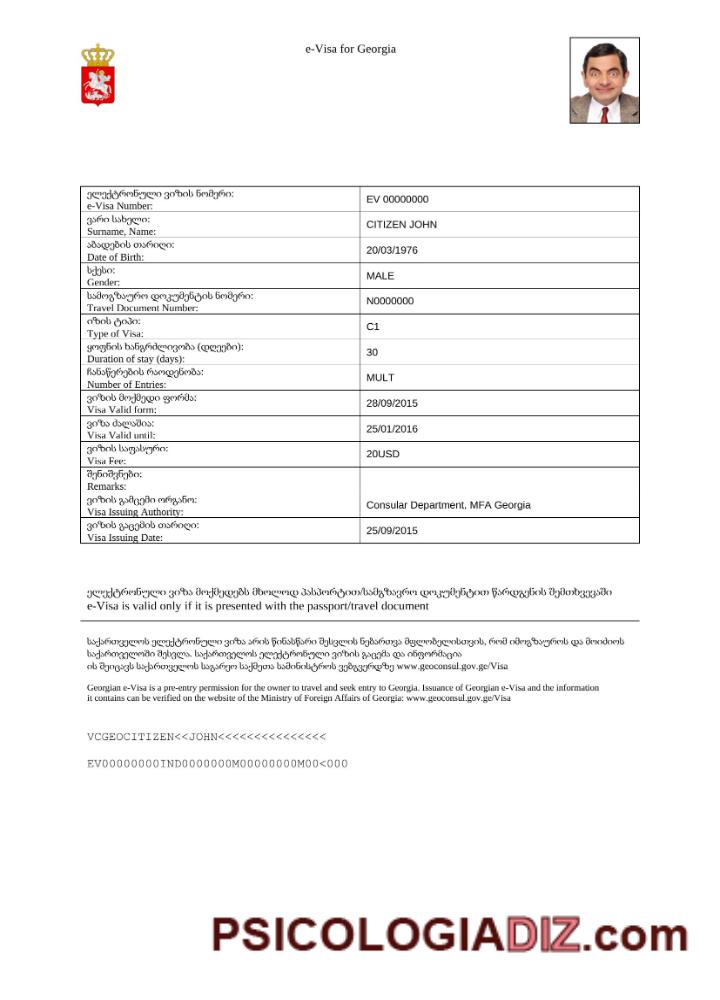 e-Visa for Georgia
ელექტრონული ვიზის ნომერი:
e-Visa Number:
EV 00000000
ვარი სახელი:
Surname, Name:
CITIZEN JOHN
აბადების თარიღი:
Date of Birth:
20/03/1976
სქესი:
Gender:
MALE
სამოგზაურო დოკუმენტის ნომერი:
Travel Document Number:
N0000000
იზის ტიპი:
Type of Visa:
C1
ყოფნის ხანგრძლივობა (დღეები):
Duration of stay (days):
30
ჩანაწერების რაოდენობა:
Number of Entries:
MULT
ვიზის მოქმედი ფორმა:
Visa Valid form:
28/09/2015
ვიზა ძალაშია:
Visa Valid until:
25/01/2016
ვიზის საფასური:
Visa Fee:
20USD
შენიშვნები:
Remarks:
ვიზის გამცემი ორგანო:
Visa Issuing Authority:
Consular Department, MFA Georgia
ვიზის გაცემის თარიღი:
Visa Issuing Date:
25/09/2015
ელექტრონული ვიზა მოქმედებს მხოლოდ პასპორტით/სამგზავრო დოკუმენტით წარდგენის შემთხვევაში
e-Visa is valid only if it is presented with the passport/travel document
საქართველოს ელექტრონული ვიზა არის წინასწარი შესვლის ნებართვა მფლობელისთვის, რომ იმოგზაუროს და მოიძიოს
საქართველოში შესვლა. საქართველოს ელექტრონული ვიზის გაცემა და ინფორმაცია
ის შეიცავს საქართველოს საგარეო საქმეთა სამინისტროს ვებგვერდზე www.geoconsul.gov.ge/Visa
Georgian e-Visa is a pre-entry permission for the owner to travel and seek entry to Georgia. Issuance of Georgian e-Visa and the information
it contains can be verified on the website of the Ministry of Foreign Affairs of Georgia: www.geoconsul.gov.ge/Visa
VCGEOCITIZEN<<JOHN<<<<<<<<<<<<<<<
EV00000000IND0000000M00000000M00<000
PSICOLOGIADIZ.com